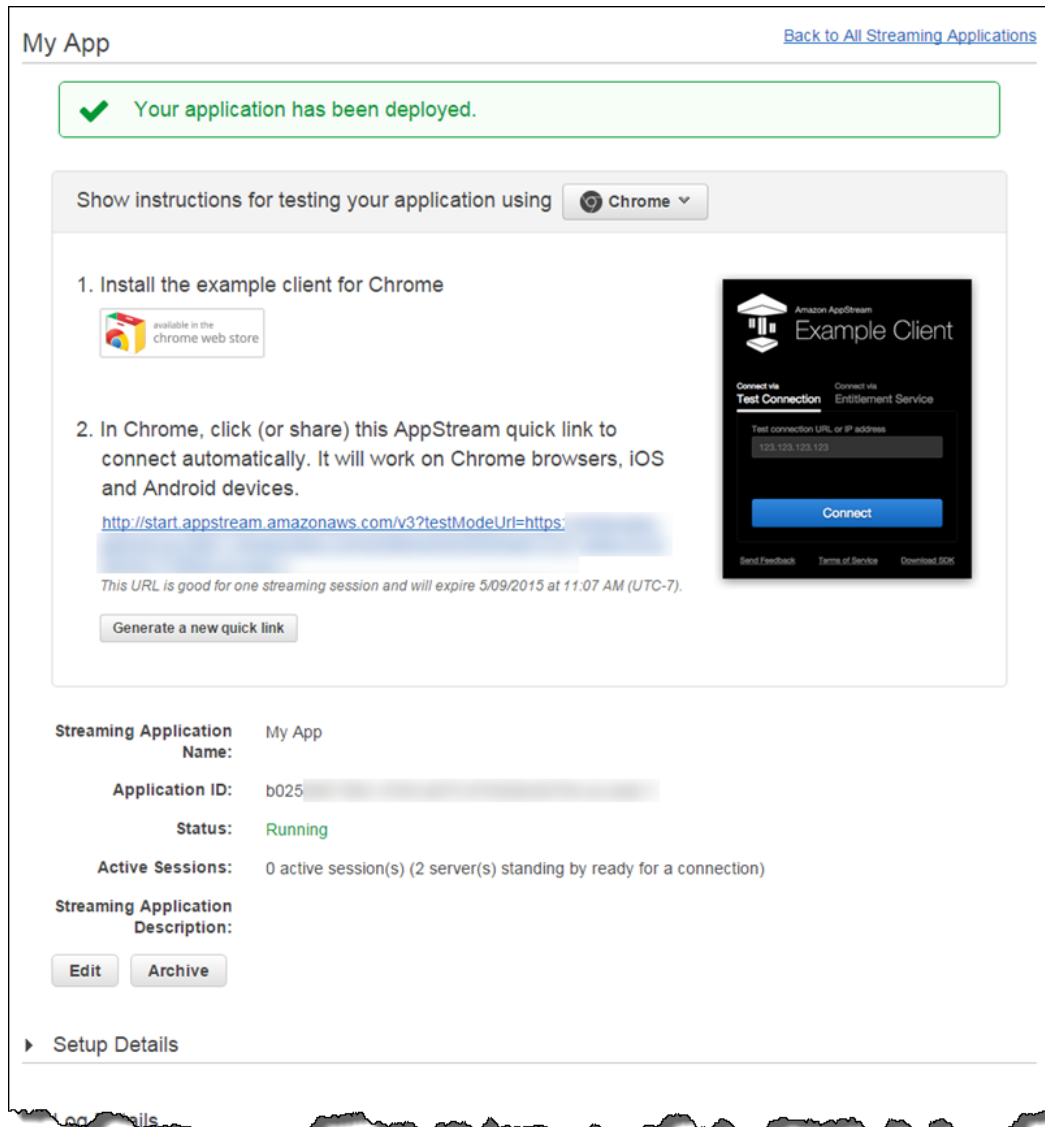 My App
Back to All Streaming Applications
Your application has been deployed.
Show instructions for testing your application using
Chrome
1. Install the example client for Chrome
available in the
chrome web store
2. In Chrome, click (or share) this AppStream quick link to
connect automatically. It will work on Chrome browsers, iOS
and Android devices.
http://start.appstream.amazonaws.com/v3?testModeUrl=https:
This URL is good for one streaming session and will expire 5/09/2015 at 11:07 AM (UTC-7).
Generate a new quick link
Amazon AppStream
Example Client
Connect via
Test Connection
Connect via
Entitlement Service
Test connection URL or IP address
123.123.123.123
Connect
Send Feedback
Terms of Service
Download SDK
Streaming Application
Name:
My App
Application ID:
b025
Status:
Running
Active Sessions:
0 active session(s) (2 server(s) standing by ready for a connection)
Streaming Application
Description:
Edit
Archive
Setup Details